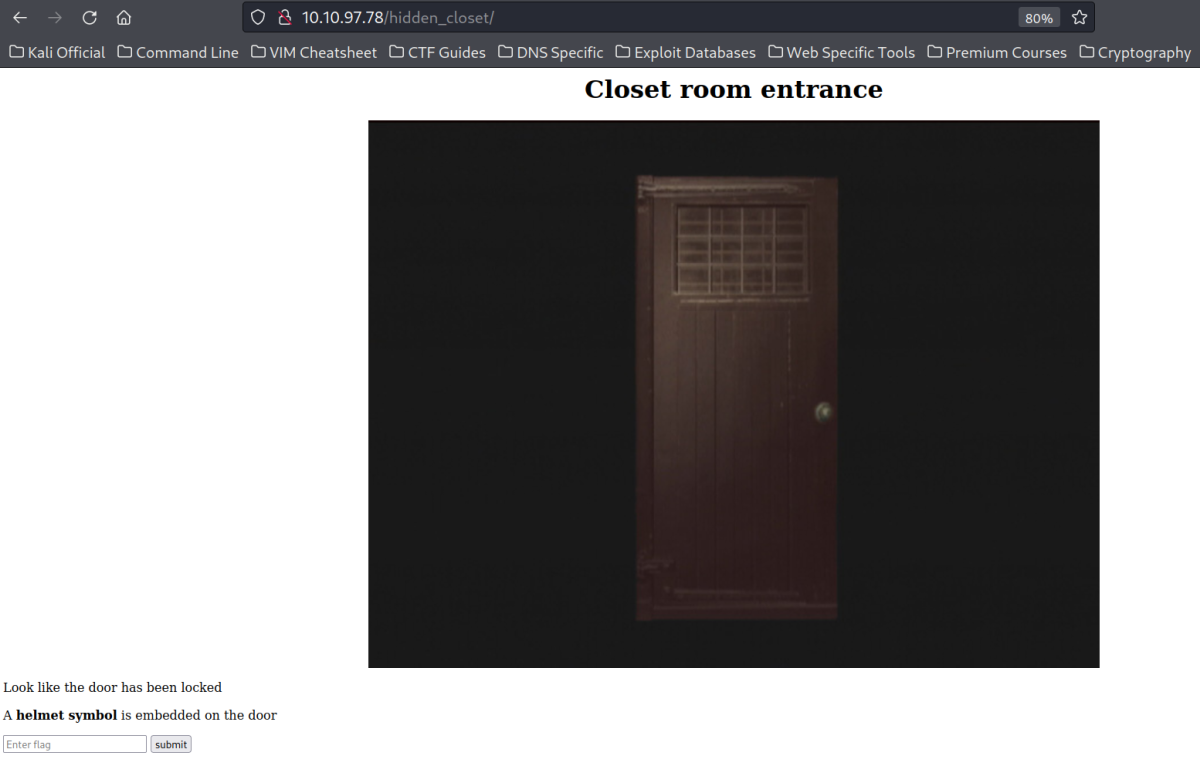 10.10.97.78/hidden_closet/
80%
Kali Official Command Line VIM Cheatsheet CTF Guides DNS Specific Exploit Databases Web Specific Tools Premium Courses Cryptography
Closet room entrance
Look like the door has been locked
A helmet symbol is embedded on the door
Enter flag submit